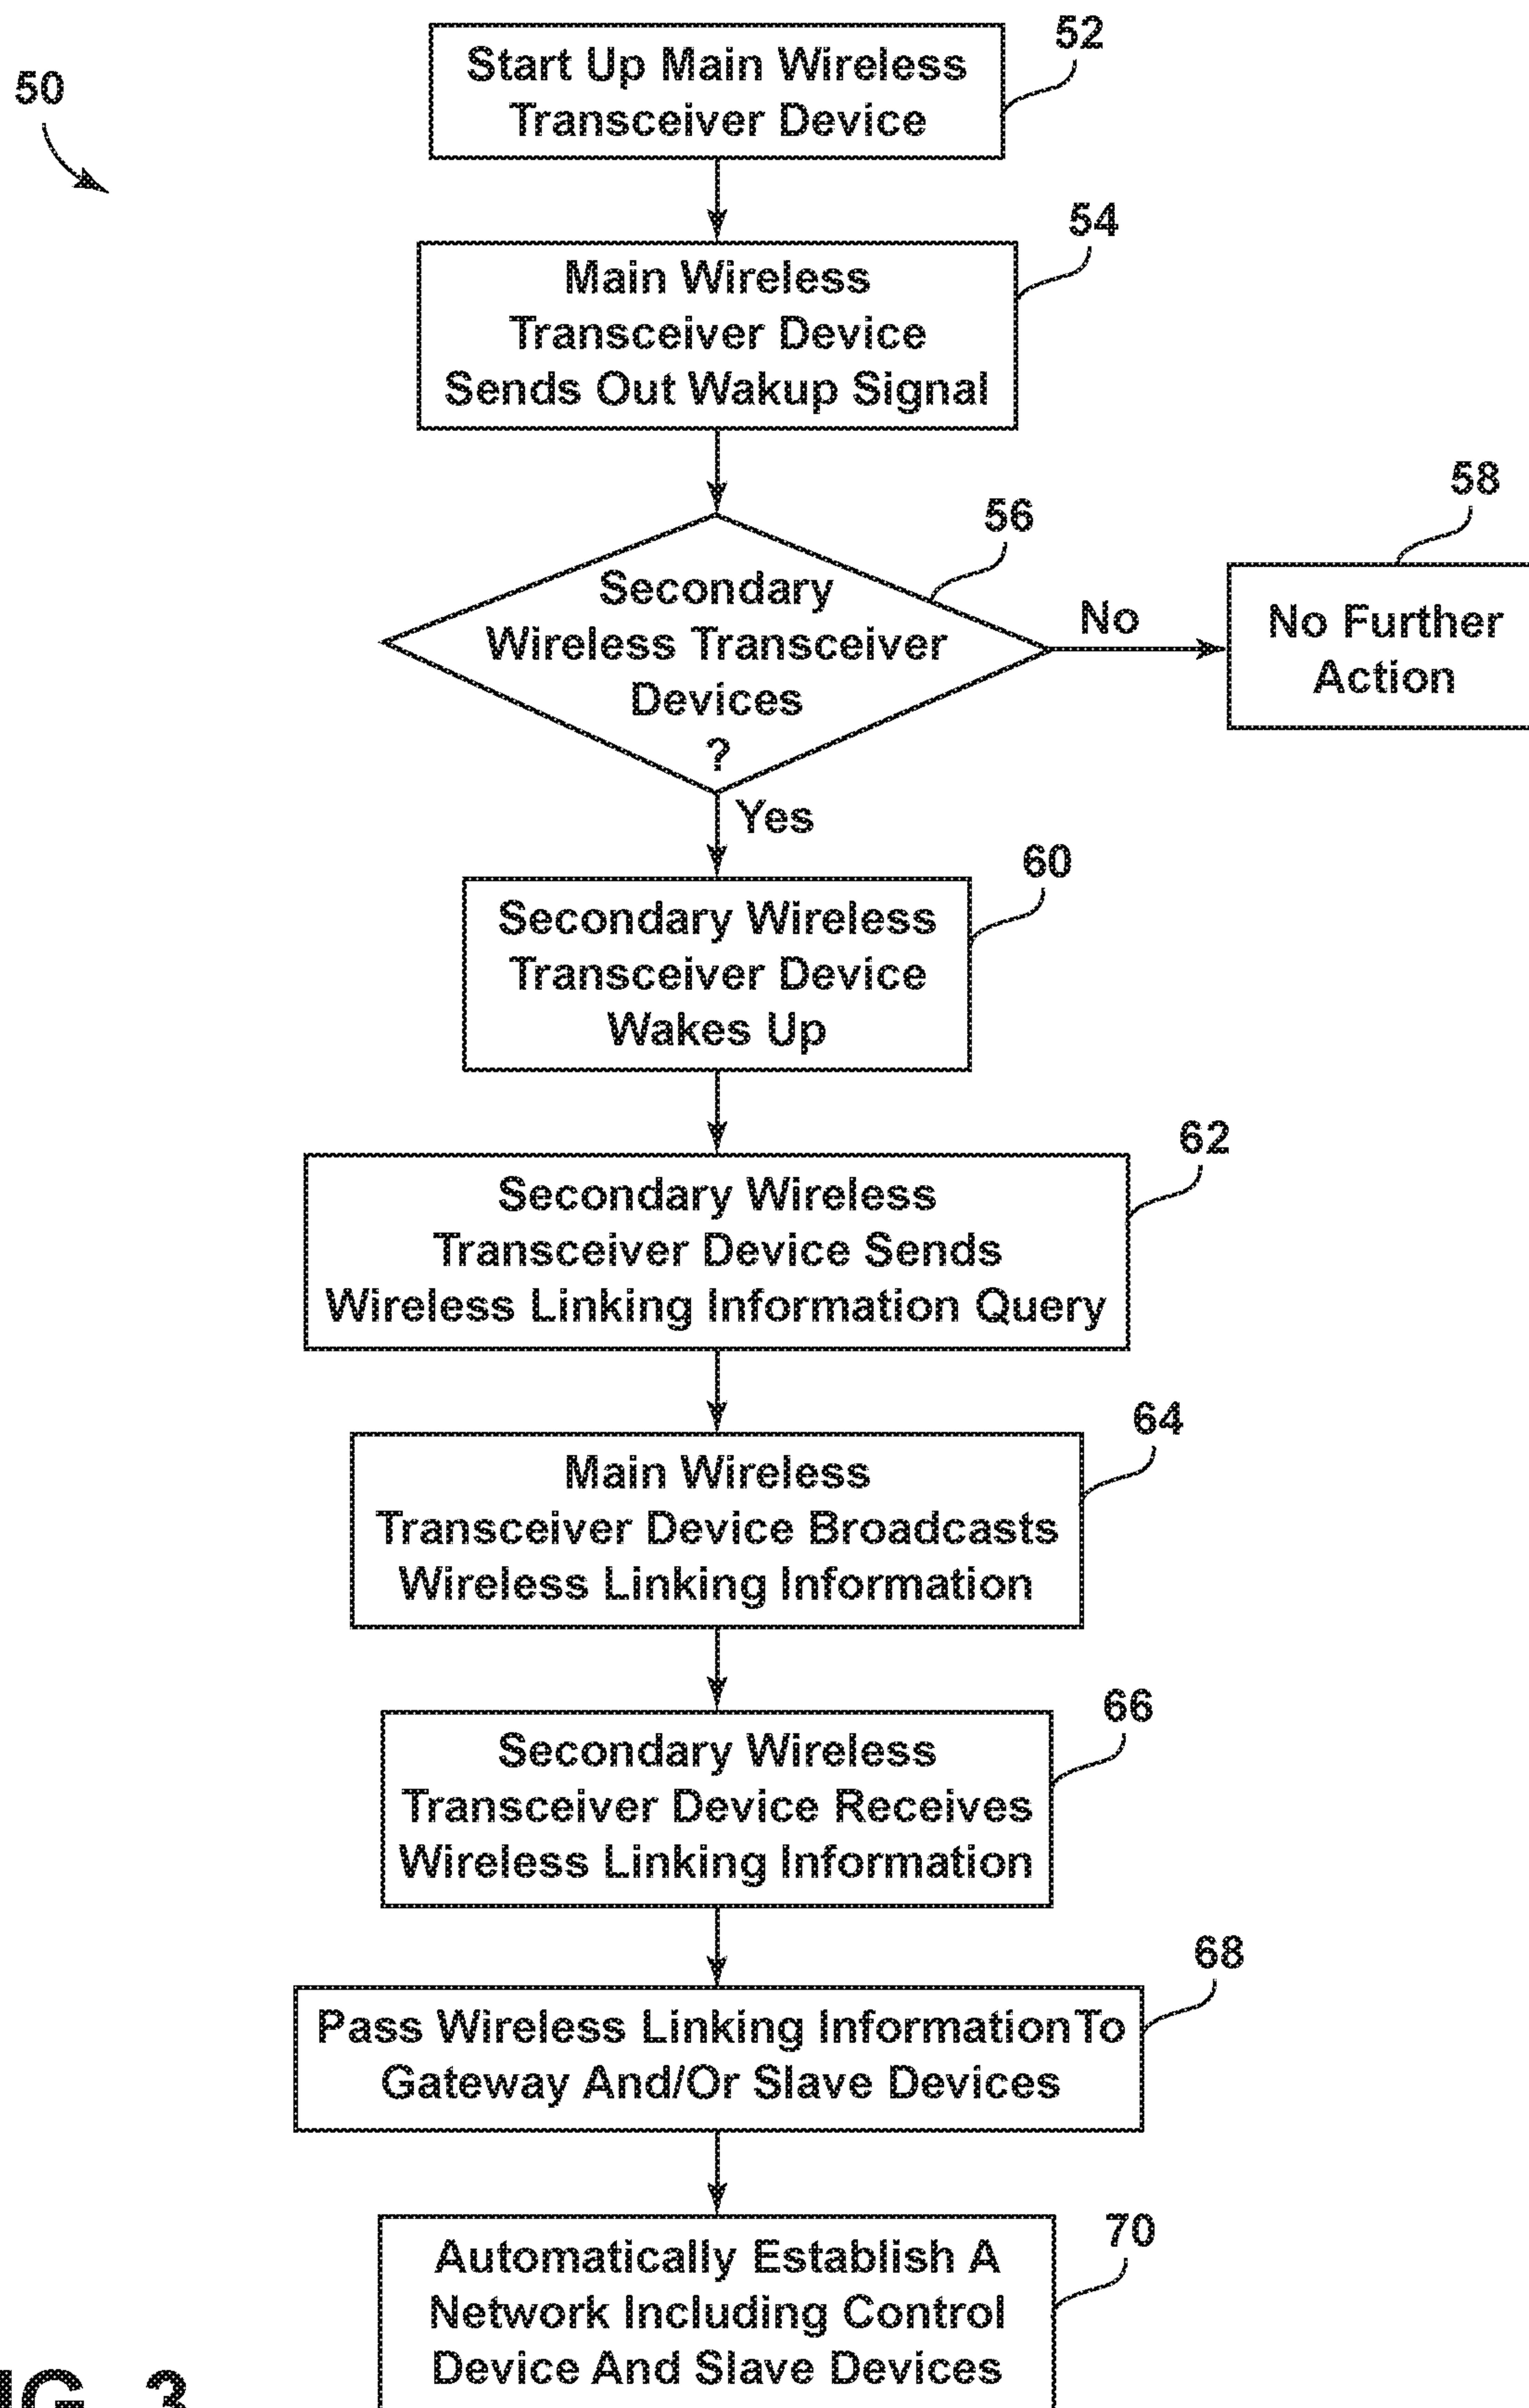 50
52
Start Up Main Wireless
Transceiver Device
54
Main Wireless
Transceiver Device
Sends Out Wakup Signal
56
Secondary
Wireless Transceiver
Devices
?
No
58
No Further
Action
Yes
60
Secondary Wireless
Transceiver Device
Wakes Up
62
Secondary Wireless
Transceiver Device Sends
Wireless Linking Information Query
64
Main Wireless
Transceiver Device Broadcasts
Wireless Linking Information
66
Secondary Wireless
Transceiver Device Receives
Wireless Linking Information
68
Pass Wireless Linking InformationTo
Gateway And/Or Slave Devices
70
Automatically Establish A
Network Including Control
Device And Slave Devices
IG. 3